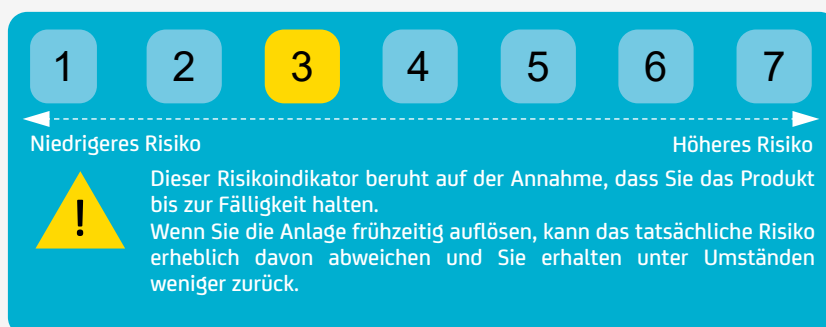 1 2 3 4 5 6 7
Niedrigeres Risiko Höheres Risiko
Dieser Risikoindikator beruht auf der Annahme, dass Sie das Produkt
bis zur Fälligkeit halten.
Wenn Sie die Anlage frühzeitig auflösen, kann das tatsächliche Risiko
erheblich davon abweichen und Sie erhalten unter Umständen
weniger zurück.
!